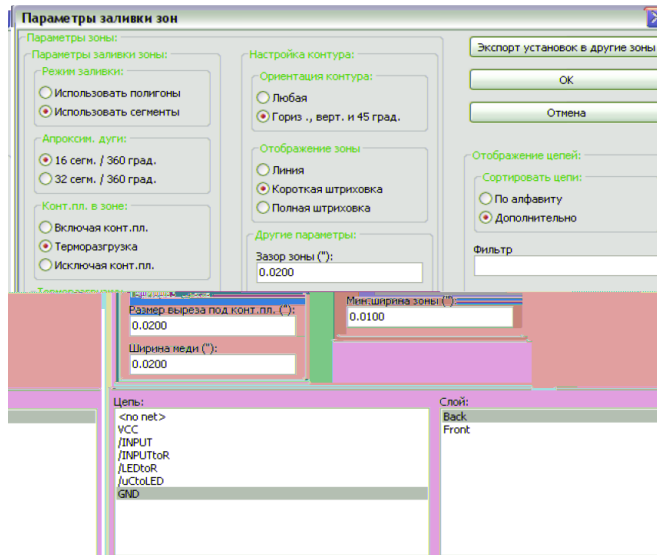 Параметры заливки зон
Параметры зоны:
Параметры заливки зоны:
Режим заливки:
Использовать полигоны
Использовать сегменты
Апроксим. дуги:
16 сегм. / 360 град.
32 сегм. / 360 град.
Конт.пл. в зоне:
Включая конт.пл.
Терморазгрузка
Исключая конт.пл.
Настройка контура:
Ориентация контура:
Любая
Гориз ., верт. и 45 град.
Отображение зоны
Линия
Короткая штриховка
Полная штриховка
Другие параметры:
Зазор зоны ("):
0.0200
Экспорт установок в другие зоны
OK
Отмена
Отображение цепей:
Сортировать цепи:
По алфавиту
Дополнительно
Фильтр
Размер выреза под конт.пл. ("):
0.0200
Ширина меди ("):
0.0200
Мин.ширина зоны ("):
0.0100
Цепь:
<no net>
VCC
/INPUT
/INPUTtoR
/LEDtoR
/uCtoLED
GND
Слой:
Back
Front